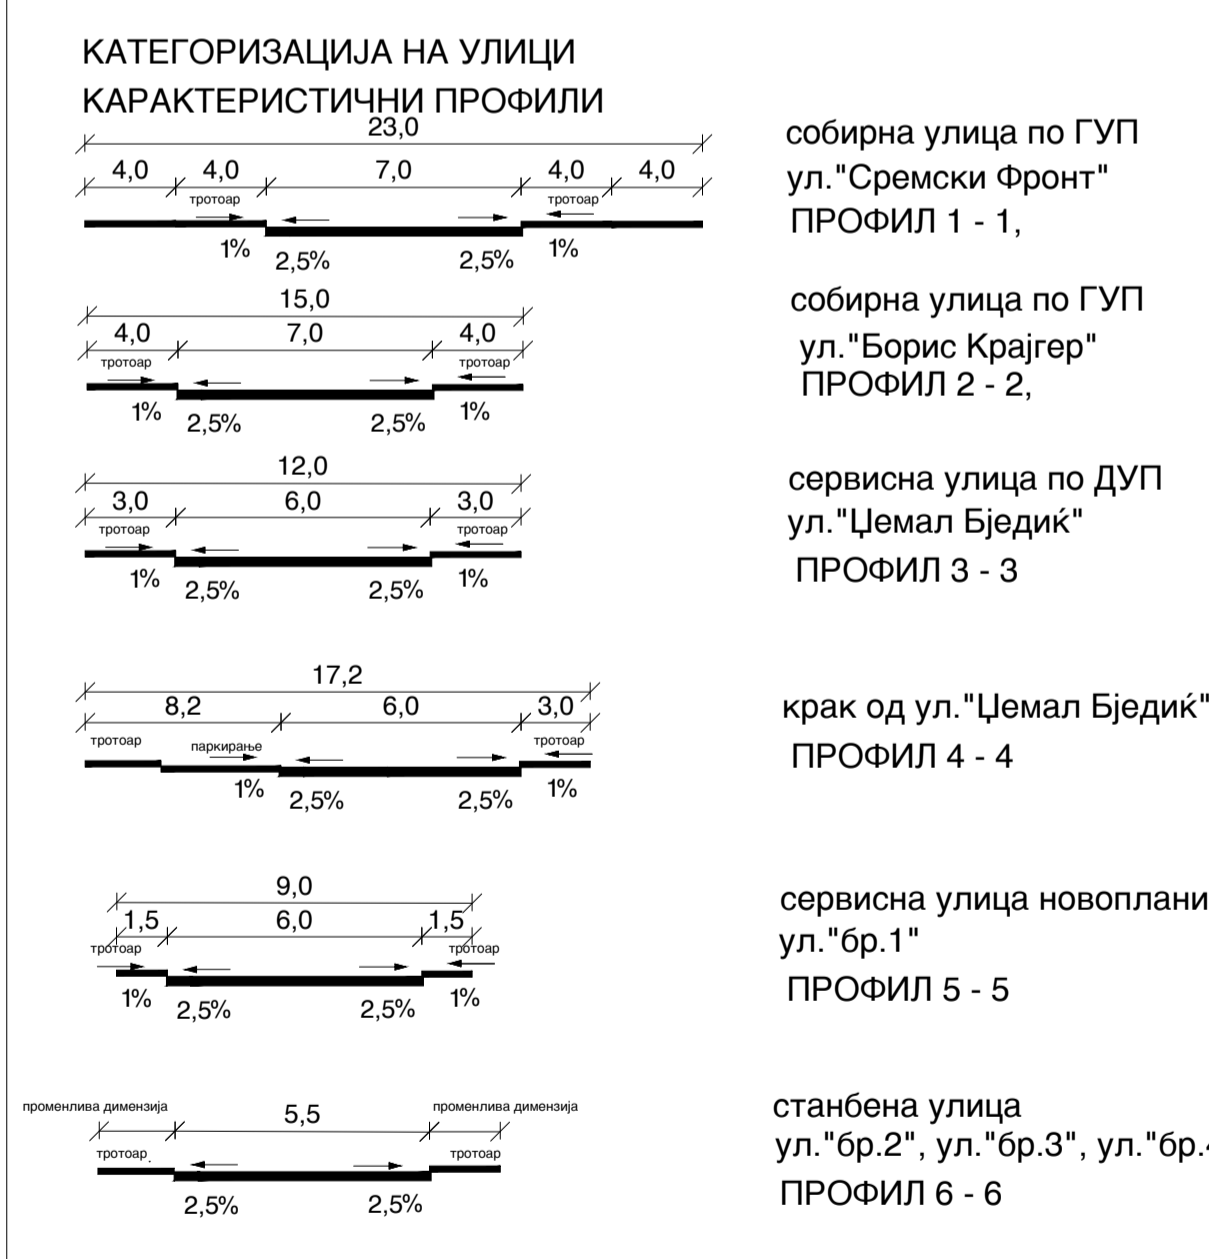 КАТЕГОРИЗАЦИЈА НА УЛИЦИ
КАРАКТЕРИСТИЧНИ ПРОФИЛИ
23,0
4,0 4,0 7,0 4,0 4,0
тротоар тротоар
1% 2,5% 2,5% 1%
собирна улица по ГУП
ул."Сремски Фронт"
ПРОФИЛ 1 - 1,
15,0
4,0 7,0 4,0
тротоар тротоар
1% 2,5% 2,5% 1%
собирна улица по ГУП
ул."Борис Крајгер"
ПРОФИЛ 2 - 2,
12,0
3,0 6,0 3,0
тротоар тротоар
1% 2,5% 2,5% 1%
сервисна улица по ДУП
ул."Џемал Бједиќ"
ПРОФИЛ 3 - 3
17,2
8,2 6,0 3,0
тротоар паркирање тротоар
1% 2,5% 2,5% 1%
крак од ул."Џемал Бједиќ"
ПРОФИЛ 4 - 4
9,0
1,5 6,0 1,5
тротоар тротоар
1% 2,5% 2,5% 1%
сервисна улица новоплани
ул."бр.1"
ПРОФИЛ 5 - 5
променлива димензија 5,5 променлива димензија
тротоар. тротоар
2,5% 2,5%
станбена улица
ул."бр.2", ул."бр.3", ул."бр.4
ПРОФИЛ 6 - 6